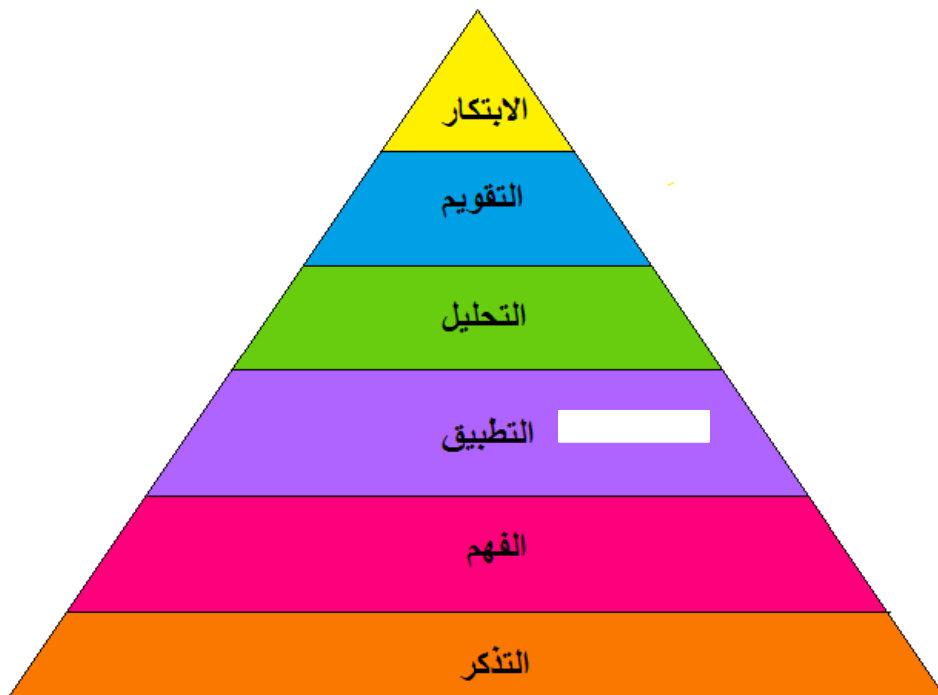 الابتكار
التقويم
التحليل
التطبيق
الفهم
التذكر